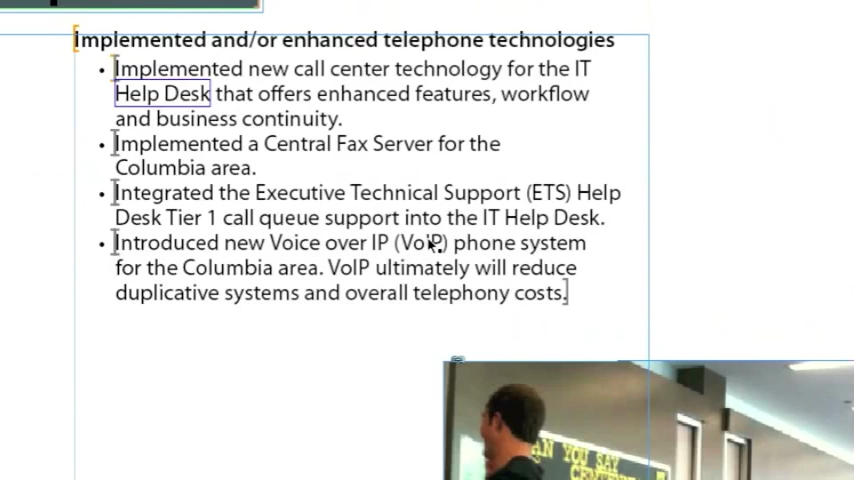 Implemented and/or enhanced telephone technologies
• Implemented new call center technology for the IT
Help Desk that offers enhanced features, workflow
and business continuity.
• Implemented a Central Fax Server for the
Columbia area.
• Integrated the Executive Technical Support (ETS) Help
Desk Tier 1 call queue support into the IT Help Desk.
• Introduced new Voice over IP (VoIP) phone system
for the Columbia area. VoIP ultimately will reduce
duplicative systems and overall telephony costs.
AN YOU SAY